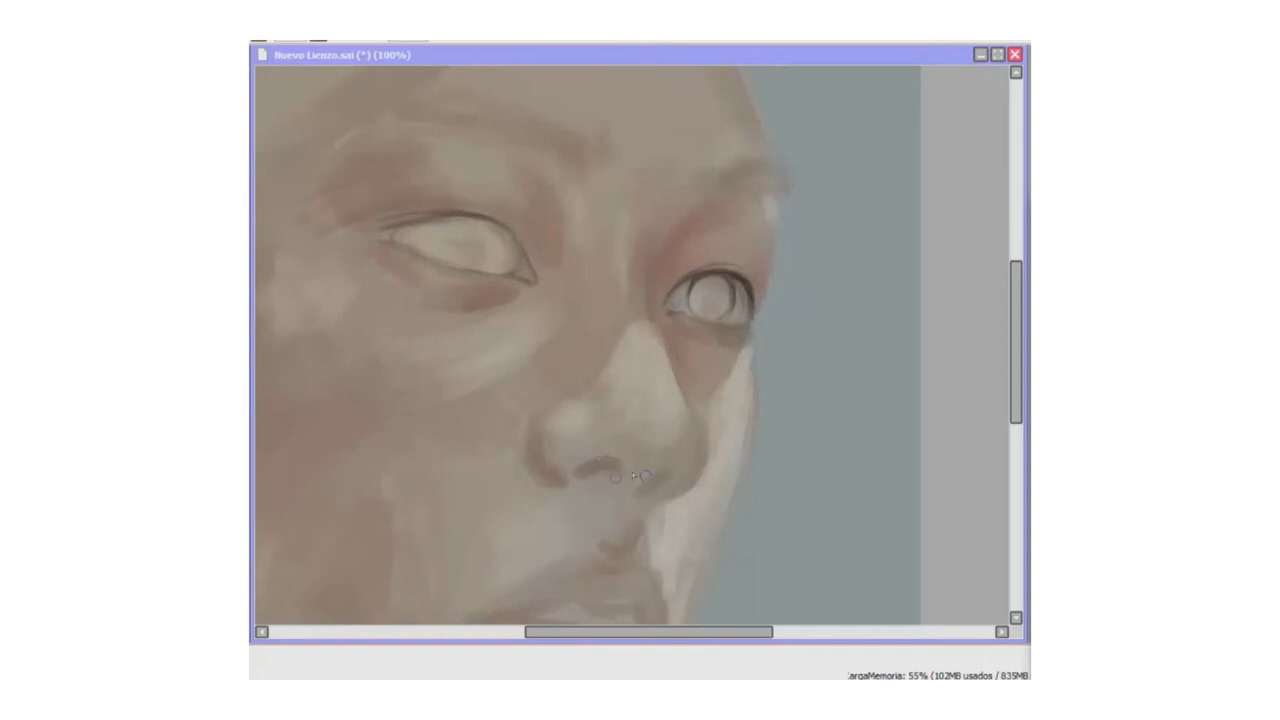 Nuevo Lienzo.sai (*) (100%)
argaMemoria: 55% (102MB usados / 835MB